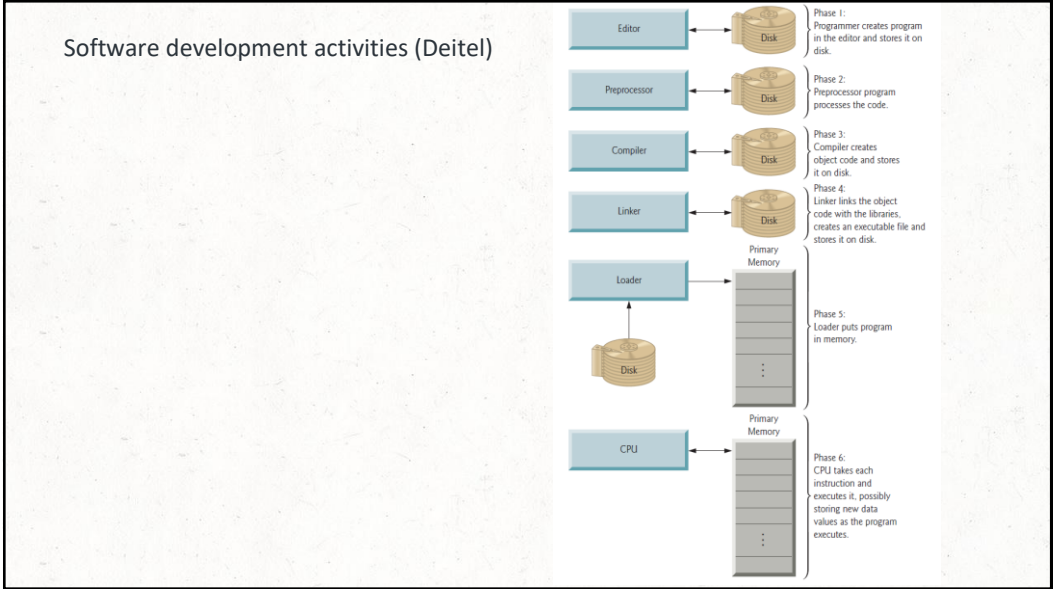 Software development activities (Deitel)
Editor
Disk
Phase 1:
Programmer creates program
in the editor and stores it on
disk.
Preprocessor
Disk
Phase 2:
Preprocessor program
processes the code.
Compiler
Disk
Phase 3:
Compiler creates
object code and stores
it on disk.
Linker
Disk
Phase 4:
Linker links the object
code with the libraries,
creates an executable file and
stores it on disk.
Primary
Memory
Loader
Disk
Phase 5:
Loader puts program
in memory.
Primary
Memory
CPU
Phase 6:
CPU takes each
instruction and
executes it, possibly
storing new data
values as the program
executes.